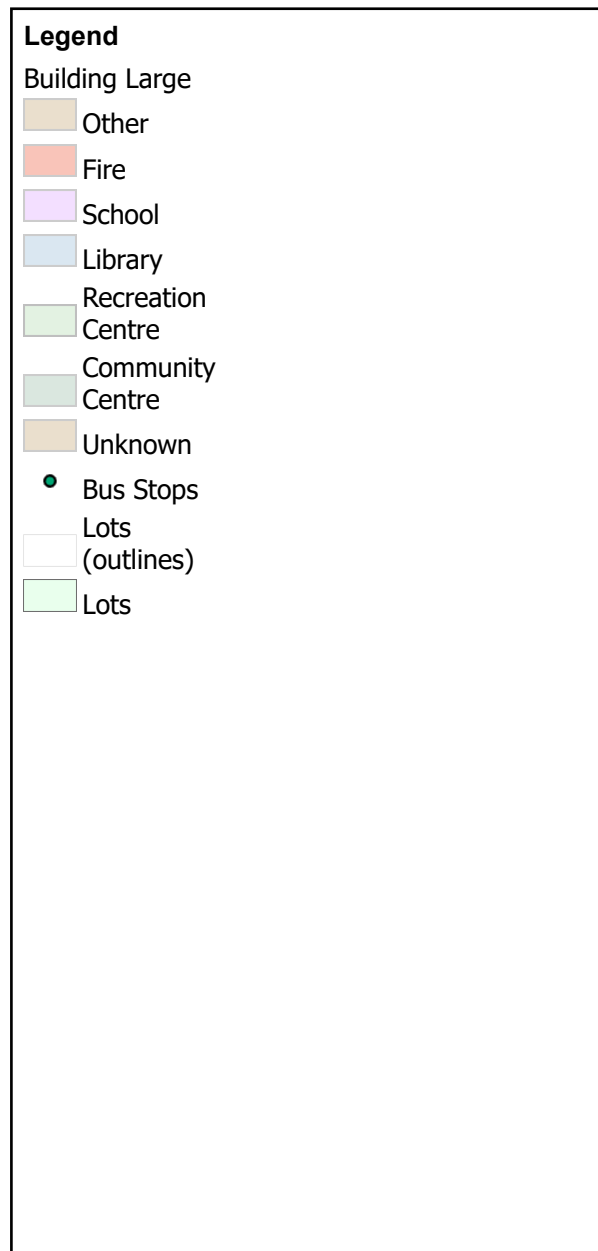 Legend
Building Large
Other
Fire
School
Library
Recreation
Centre
Community
Centre
Unknown
Bus Stops
Lots
(outlines)
Lots